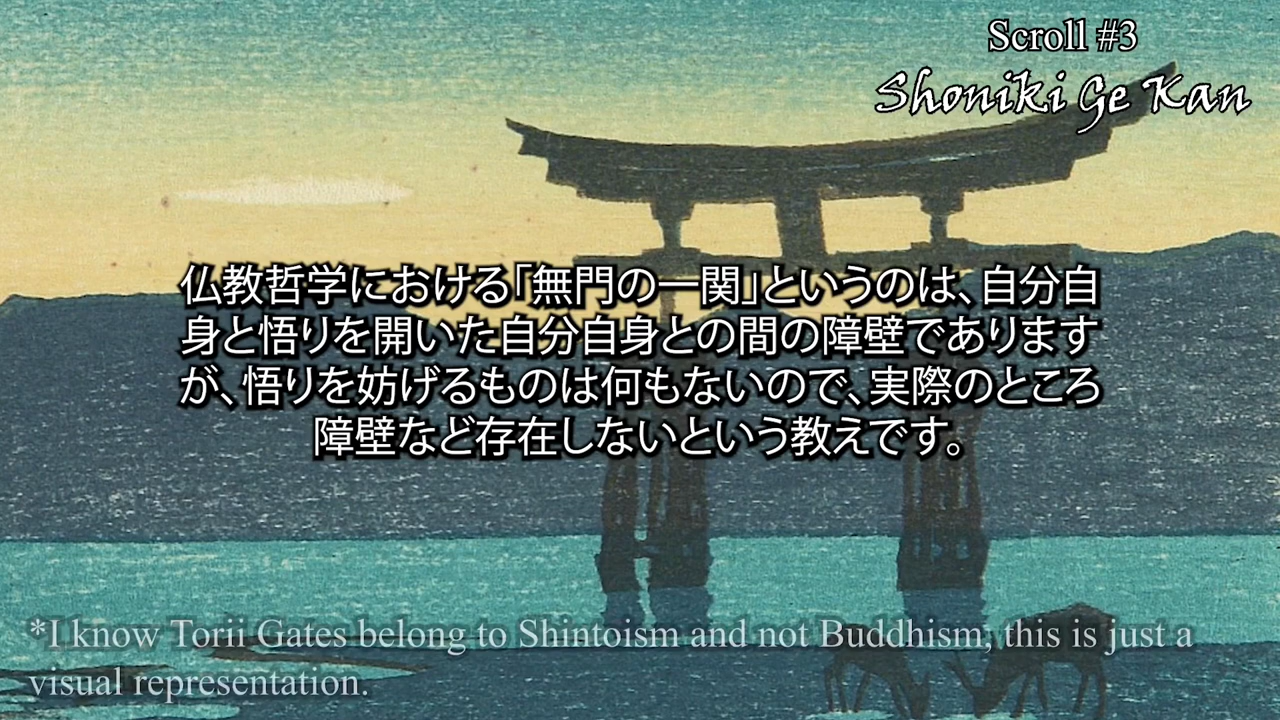 Scroll #3
Shoniki Ge Kan
仏教哲学における「無門の一関」というのは、自分自
身と悟りを開いた自分自身との間の障壁であります
が、悟りを妨げるものは何もないので、実際のところ
障壁など存在しないという教えです。
*I know Torii Gates belong to Shintoism and not Buddhism, this is just a
visual representation.